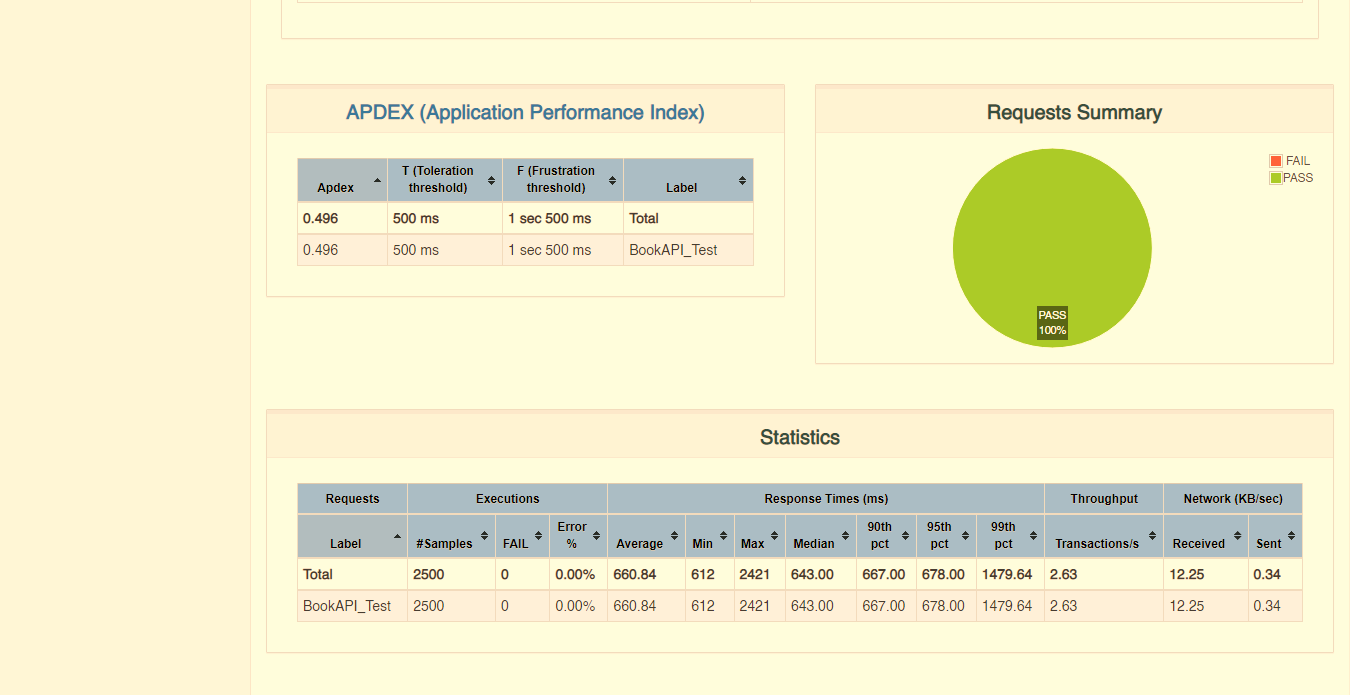 APDEX (Application Performance Index)
Apdex T (Toleration threshold) F (Frustration threshold) Label
0.496 500 ms 1 sec 500 ms Total
0.496 500 ms 1 sec 500 ms BookAPI_Test
Requests Summary
FAIL
PASS
PASS
100%
Statistics
Requests Executions Response Times (ms) Throughput Network (KB/sec)
Label #Samples FAIL Error % Average Min Max Median 90th pct 95th pct 99th pct Transactions/s Received Sent
Total 2500 0 0.00% 660.84 612 2421 643.00 667.00 678.00 1479.64 2.63 12.25 0.34
BookAPI_Test 2500 0 0.00% 660.84 612 2421 643.00 667.00 678.00 1479.64 2.63 12.25 0.34